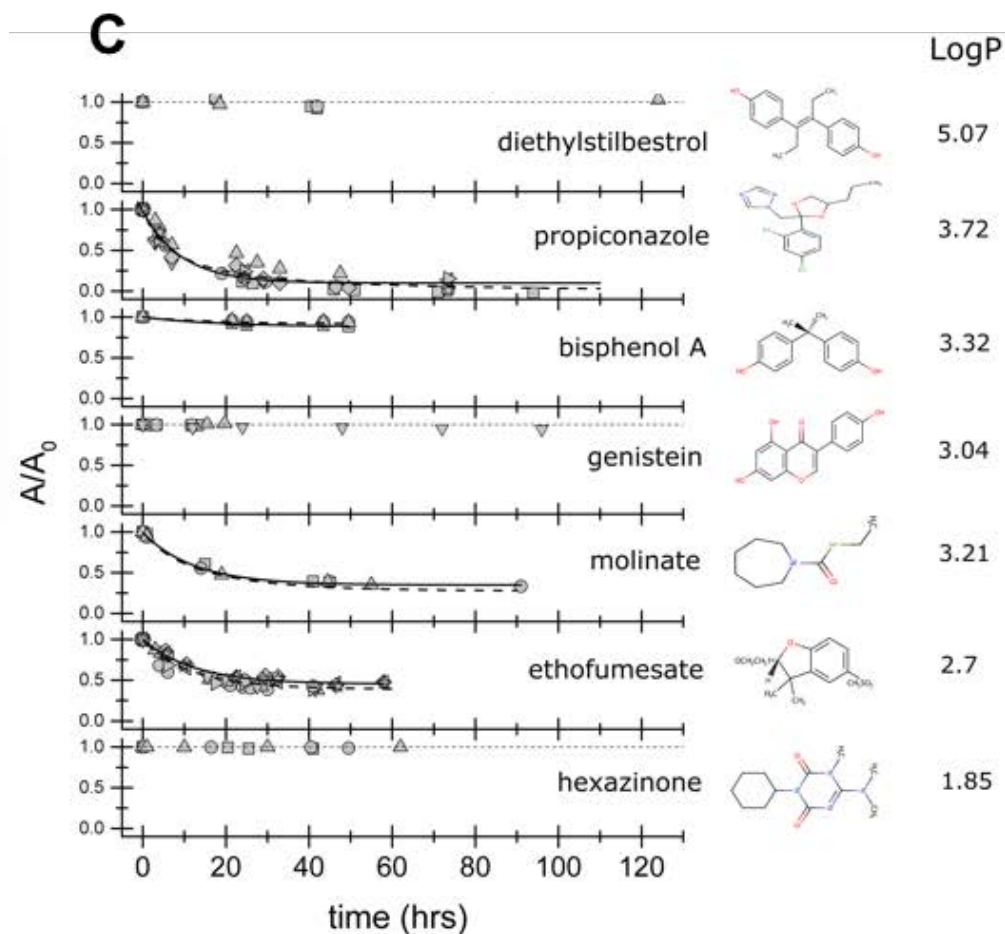 C
LogP
1.0
0.5
0.0
diethylstilbestrol
5.07
1.0
0.5
0.0
propiconazole
3.72
1.0
0.5
0.0
bisphenol A
3.32
1.0
0.5
0.0
genistein
3.04
A/A0
1.0
0.5
0.0
molinate
3.21
1.0
0.5
0.0
ethofumesate
2.7
1.0
0.5
0.0
hexazinone
1.85
0 20 40 60 80 100 120
time (hrs)